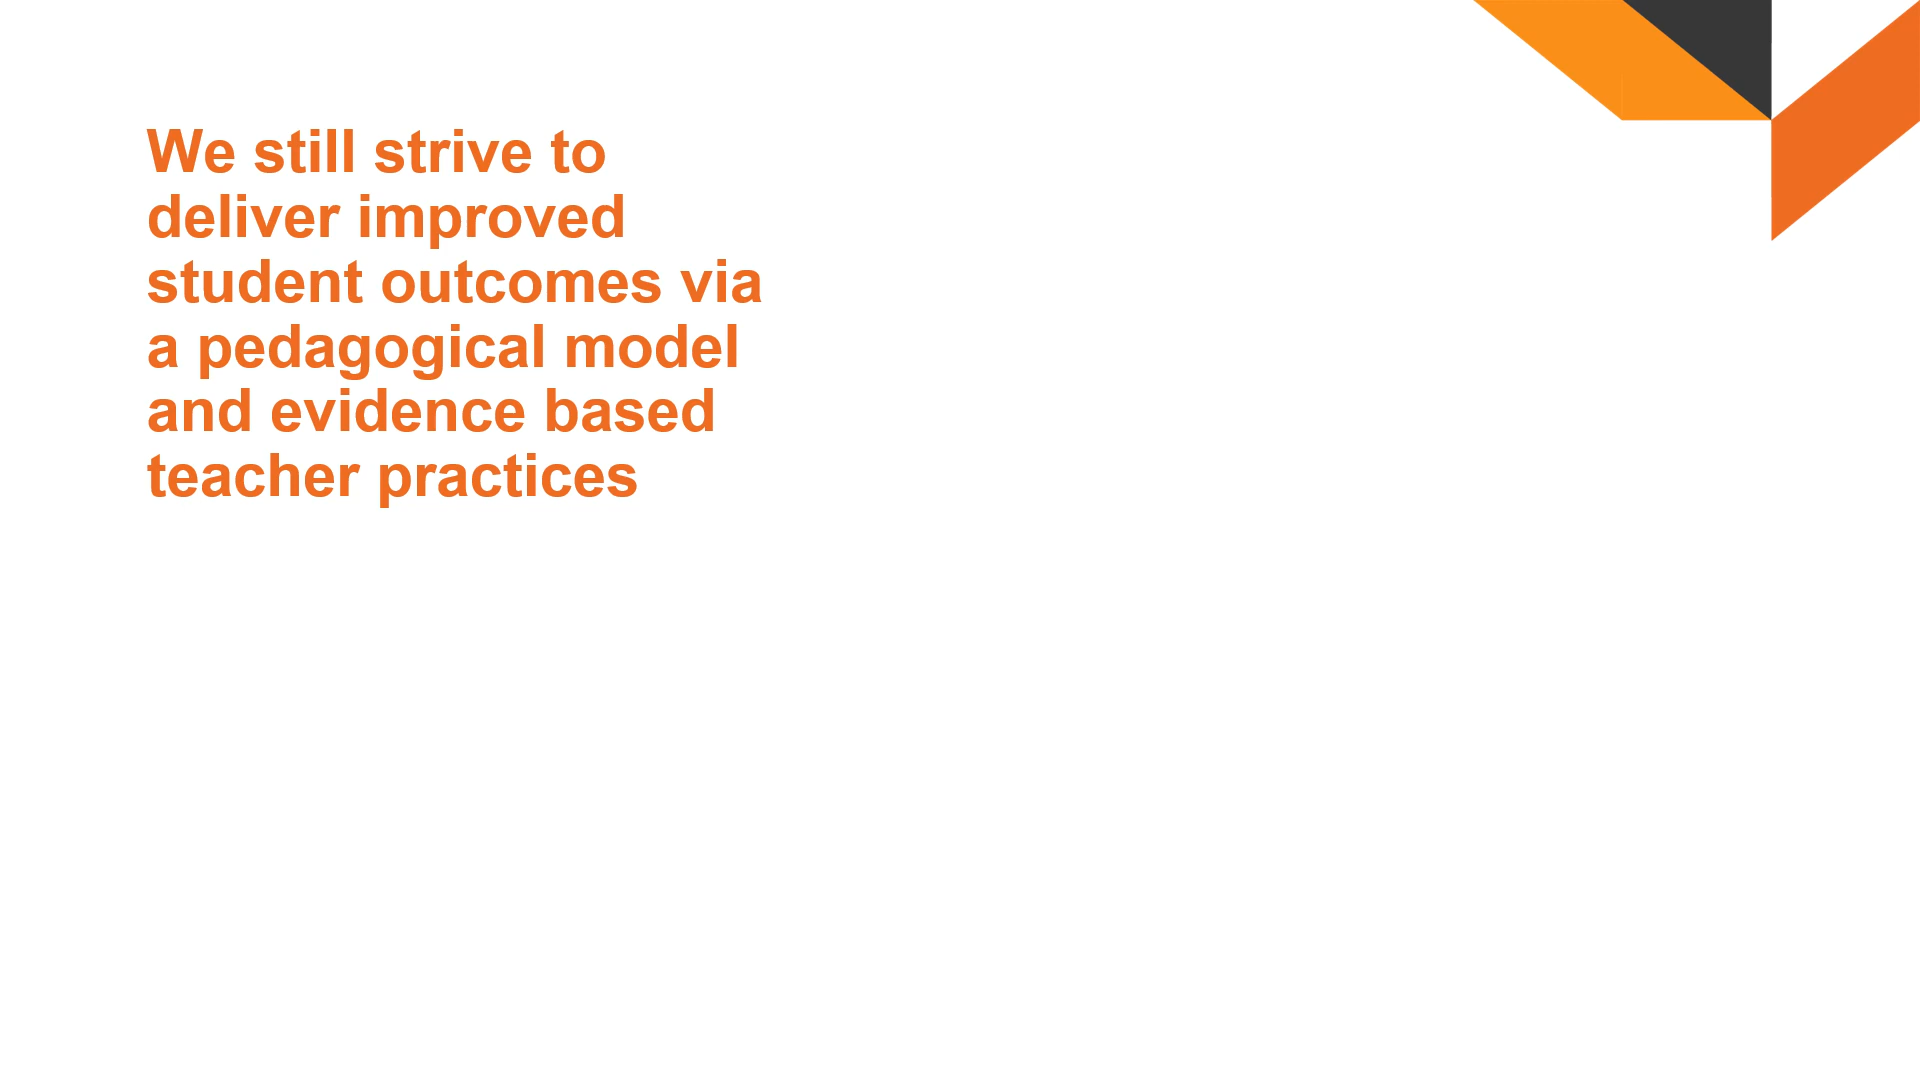 We still strive to
deliver improved
student outcomes via
a pedagogical model
and evidence based
teacher practices